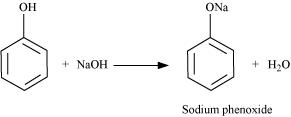 OH
ONa
+ NaOH
+ H₂O
Sodium phenoxide